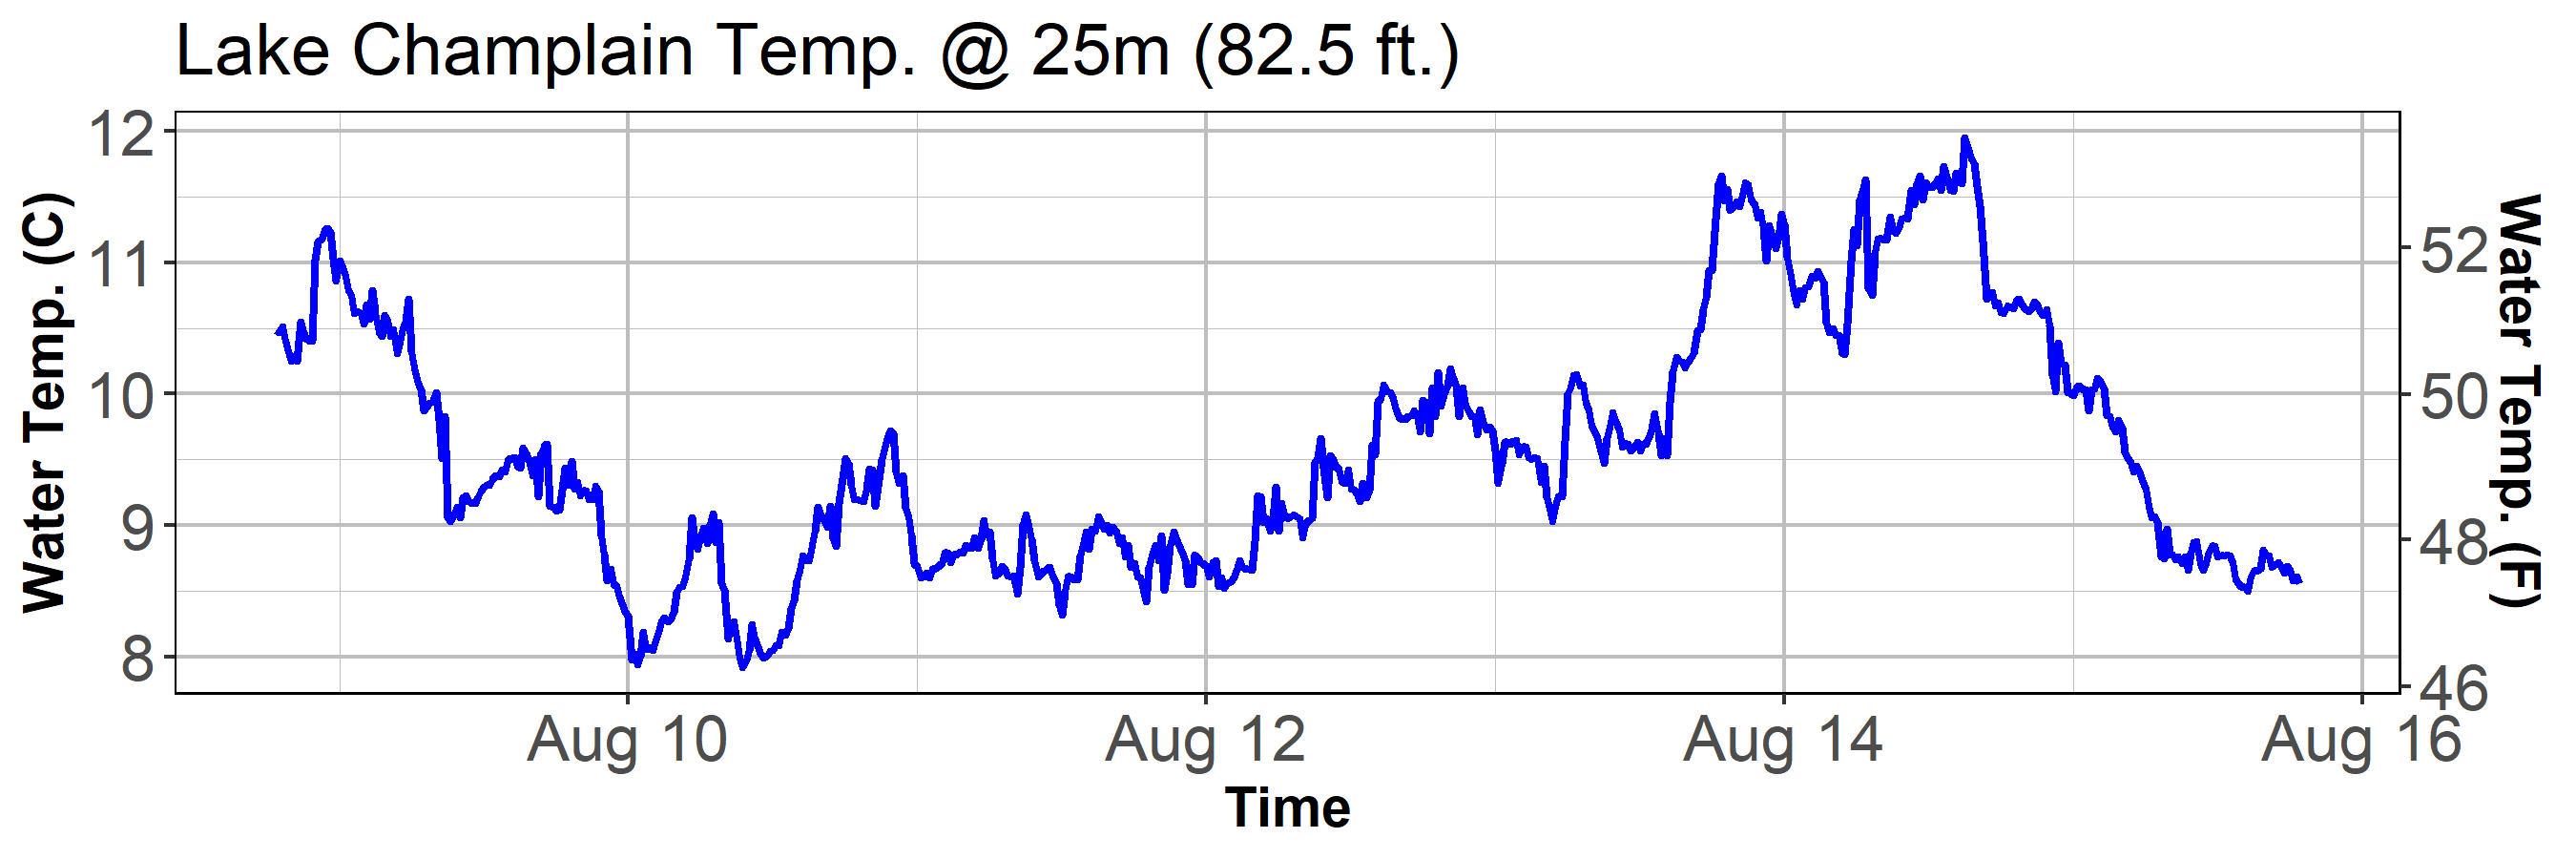 Lake Champlain Temp. @ 25m (82.5 ft.)
Water Temp. (C)
12
11
10
9
8
52
50
48
46
Water Temp. (F)
Aug 10 Aug 12 Aug 14 Aug 16
Time